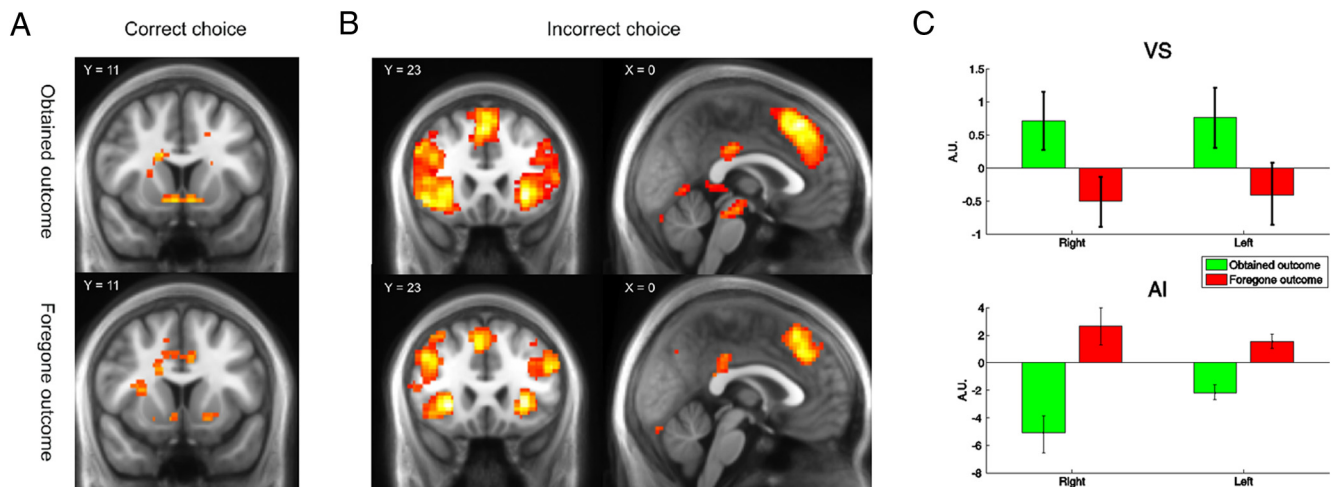 A
Correct choice
B
Incorrect choice
C
Obtained outcome
Foregone outcome
Y = 11
Y = 11
Y = 23
X = 0
Y = 23
X = 0
VS
1.5
1
0.5
0
-0.5
-1
A.U.
Right
Left
Obtained outcome
Foregone outcome
AI
4
2
0
-2
-4
-6
-8
A.U.
Right
Left